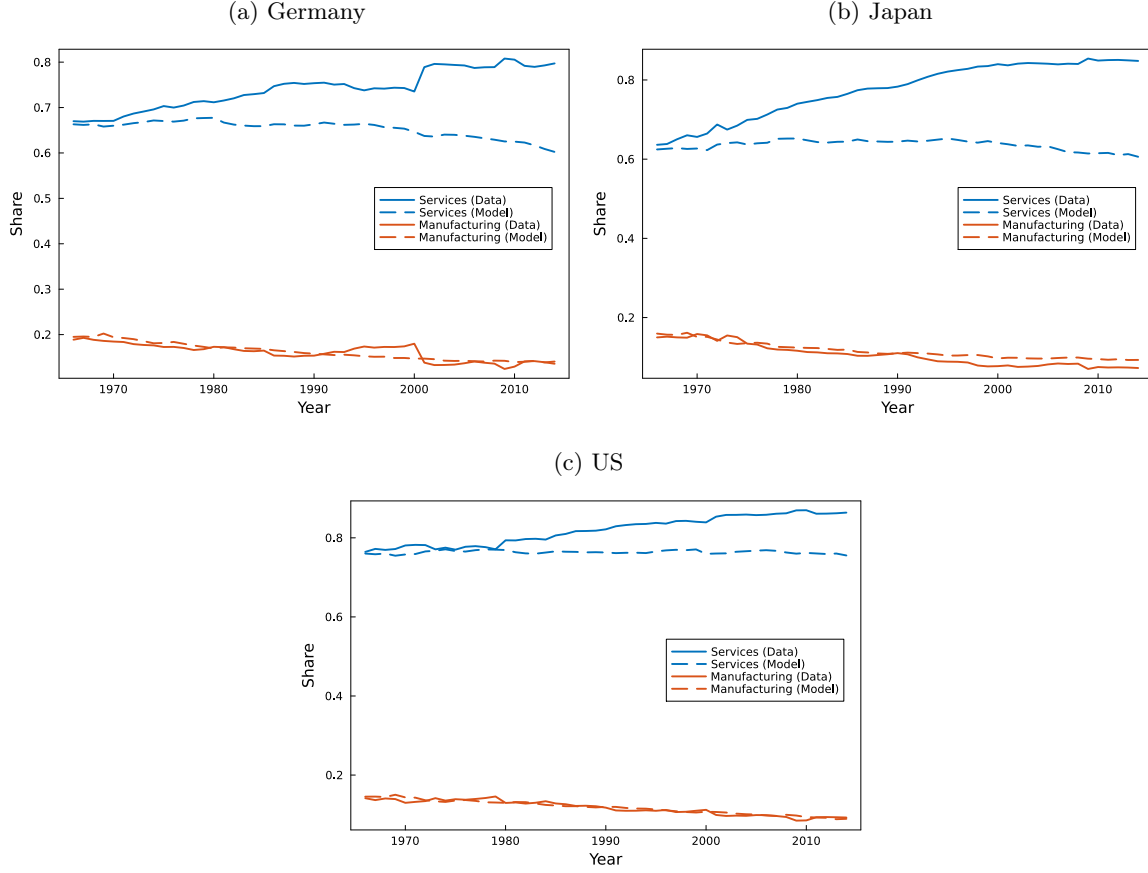 (a) Germany
0.8
0.7
0.6
0.5
0.4
0.3
0.2
Share
Services (Data)
Services (Model)
Manufacturing (Data)
Manufacturing (Model)
1970
1980
1990
2000
2010
Year
(b) Japan
0.8
0.6
0.4
0.2
Share
Services (Data)
Services (Model)
Manufacturing (Data)
Manufacturing (Model)
1970
1980
1990
2000
2010
Year
(c) US
0.8
0.6
0.4
0.2
Share
Services (Data)
Services (Model)
Manufacturing (Data)
Manufacturing (Model)
1970
1980
1990
2000
2010
Year